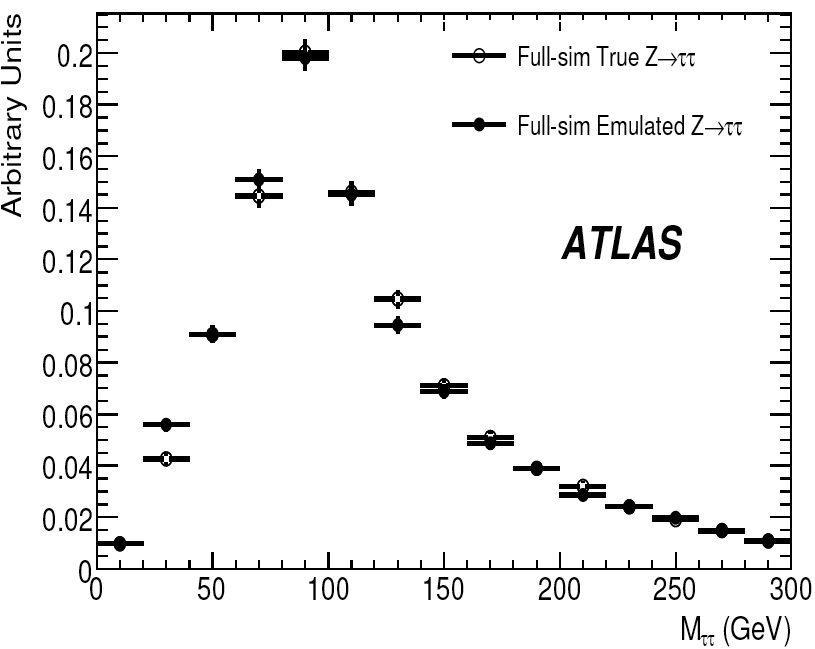 Arbitrary Units
0.2
0.18
0.16
0.14
0.12
0.1
0.08
0.06
0.04
0.02
0
Full-sim True Z→ττ
Full-sim Emulated Z→ττ
ATLAS
0 50 100 150 200 250 300
Mττ (GeV)